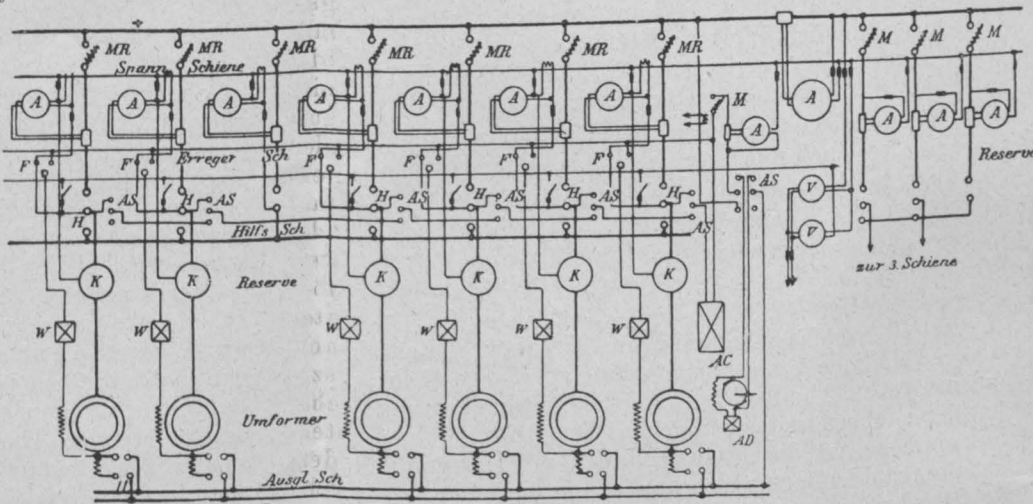 +
MR MR MR MR MR MR MR M M M
Spann Schiene
A A A A A A A M A A A A A
Reserve
F F Erreger Sch F F F F
AS
V
H H AS AS H AS H AS H AS H AS
H
Hilfs Sch
AS
V
zur 3. Schiene
K K Reserve K K K K
W W W W W W
AC
Umformer
AD
Ausgl. Sch